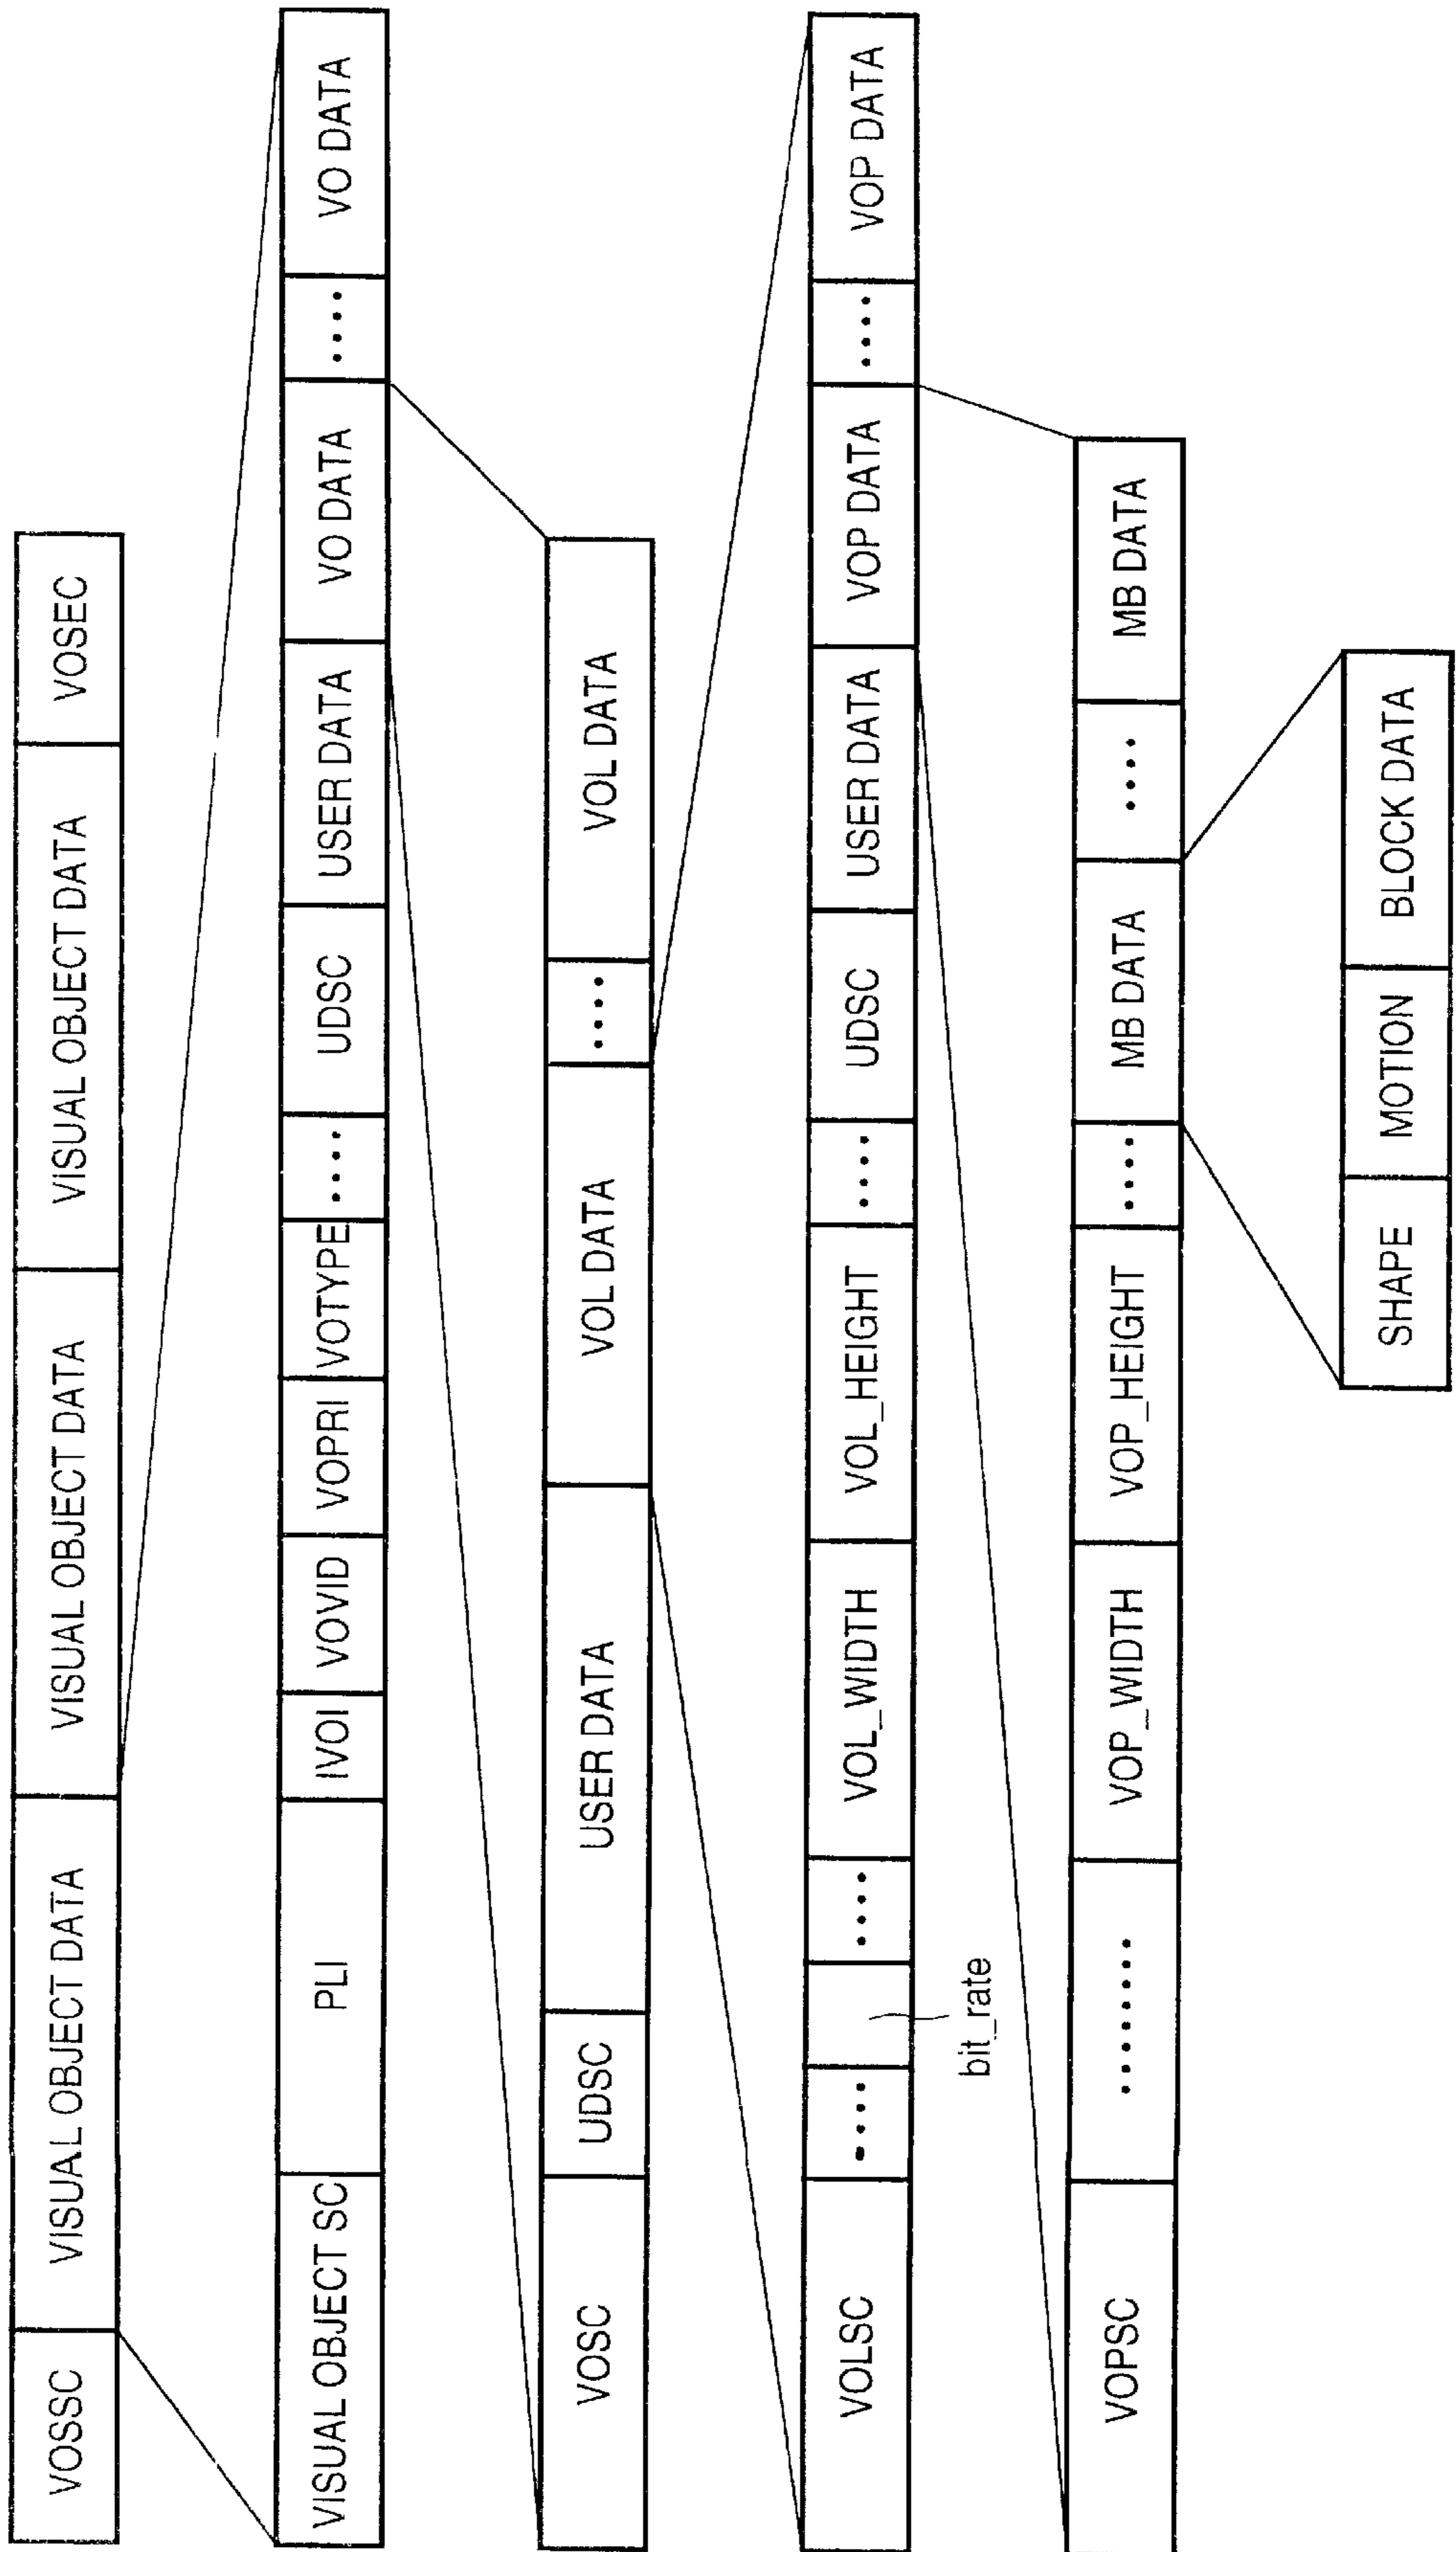 VOSSC VISUAL OBJECT DATA VISUAL OBJECT DATA VISUAL OBJECT DATA VOSEC
VISUAL OBJECT SC PLI IVOI VOVID VOPRI VOTYPE .... UDSC USER DATA VO DATA .... VO DATA
VOSC UDSC USER DATA VOL DATA .... VOL DATA
VOLSC .... .... VOL_WIDTH VOL_HEIGHT .... UDSC USER DATA VOP DATA .... VOP DATA
bit_rate
VOPSC ........ VOP_WIDTH VOP_HEIGHT .... MB DATA .... MB DATA
SHAPE MOTION BLOCK DATA